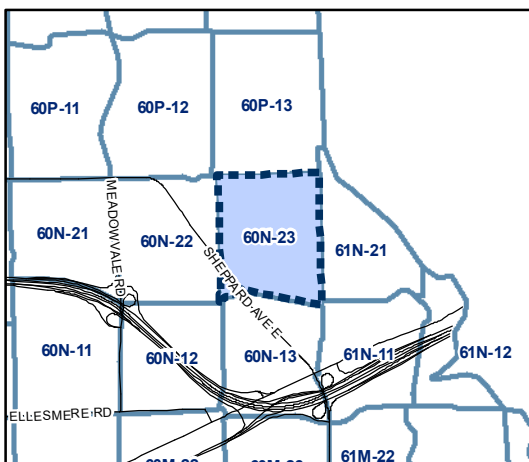 60P-11
60P-12
60P-13
MEADOWVALE RD
60N-21
60N-22
SHEPPARD AVE E
60N-23
61N-21
60N-11
60N-12
60N-13
61N-11
61N-12
ELLESMERE RD
61M-22